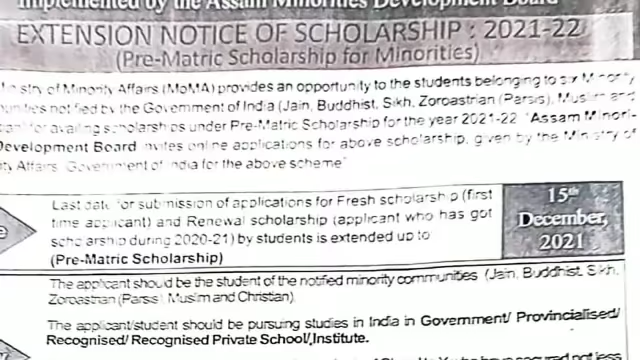 Implemented by the Assam Minorities Development Board
EXTENSION NOTICE OF SCHOLARSHIP : 2021-22
(Pre-Matric Scholarship for Minorities)
of Minority Affairs (MoMA) provides an opportunity to the students belonging to six Minority
notified by the Government of India (Jain, Buddhist, Sikh, Zoroastrian (Parsis), Muslim and
for availing scholarships under Pre-Matric Scholarship for the year 2021-22 "Assam Minori-
Development Board invites online applications for above scholarship, given by the Ministry of
Affairs, Government of India for the above scheme"
Last date for submission of applications for Fresh scholarship (first
time applicant) and Renewal scholarship (applicant who has got
scholarship during 2020-21) by students is extended up to
(Pre-Matric Scholarship)
15th
December,
2021
The applicant should be the student of the notified minority communities (Jain, Buddhist, Sikh,
Zoroastrian (Parsis), Muslim and Christian).
The applicant/student should be pursuing studies in India in Government/ Provincialised/
Recognised/ Recognised Private School/,Institute.